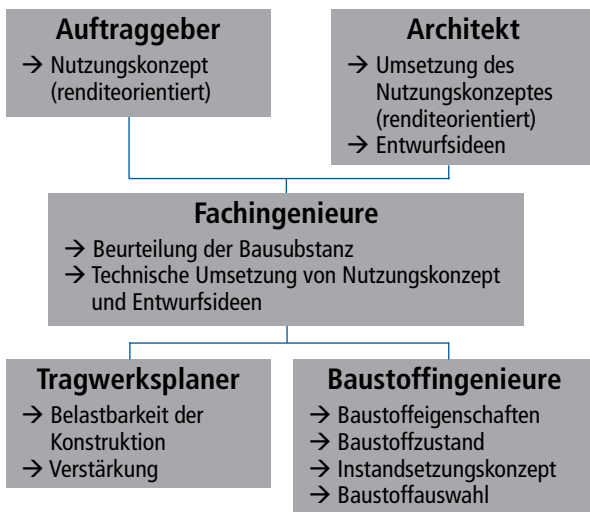 Auftraggeber
→ Nutzungskonzept
(renditeorientiert)
Architekt
→ Umsetzung des
Nutzungskonzeptes
(renditeorientiert)
→ Entwurfsideen
Fachingenieure
→ Beurteilung der Bausubstanz
→ Technische Umsetzung von Nutzungskonzept
und Entwurfsideen
Tragwerksplaner
→ Belastbarkeit der
Konstruktion
→ Verstärkung
Baustoffingenieure
→ Baustoffeigenschaften
→ Baustoffzustand
→ Instandsetzungskonzept
→ Baustoffauswahl